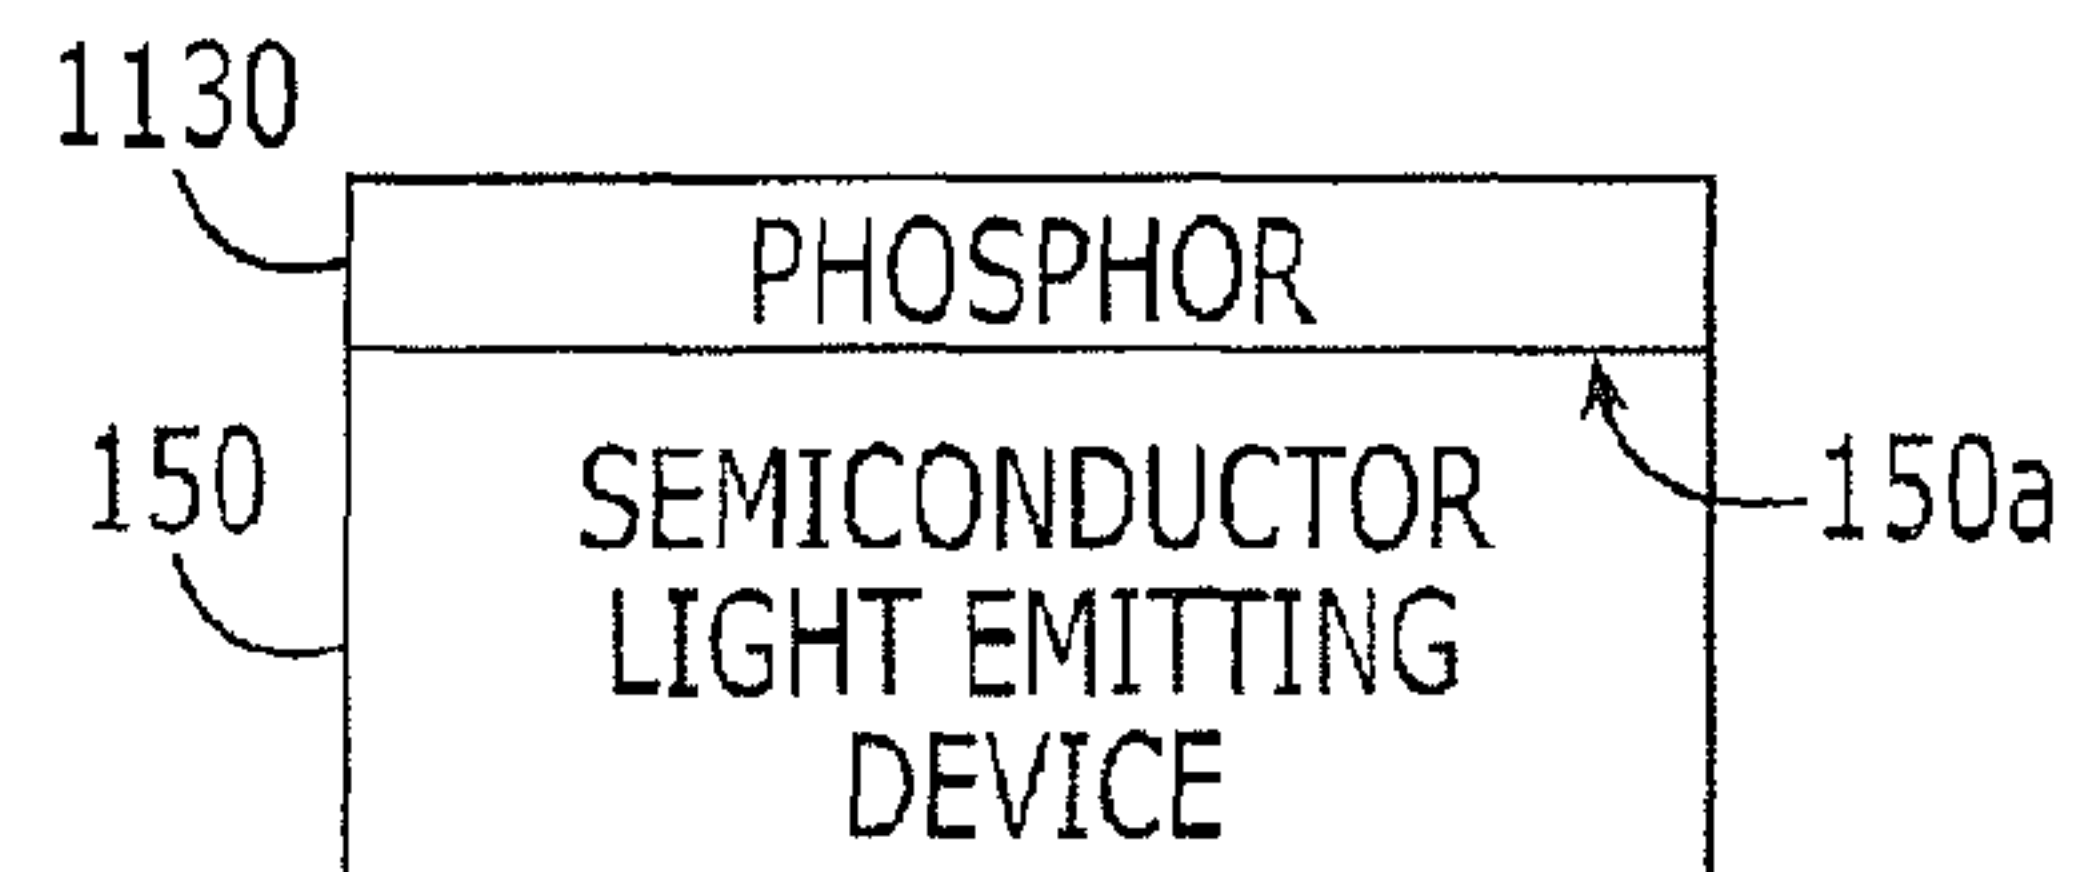 1130
PHOSPHOR
150
SEMICONDUCTOR
LIGHT EMITTING
DEVICE
150a